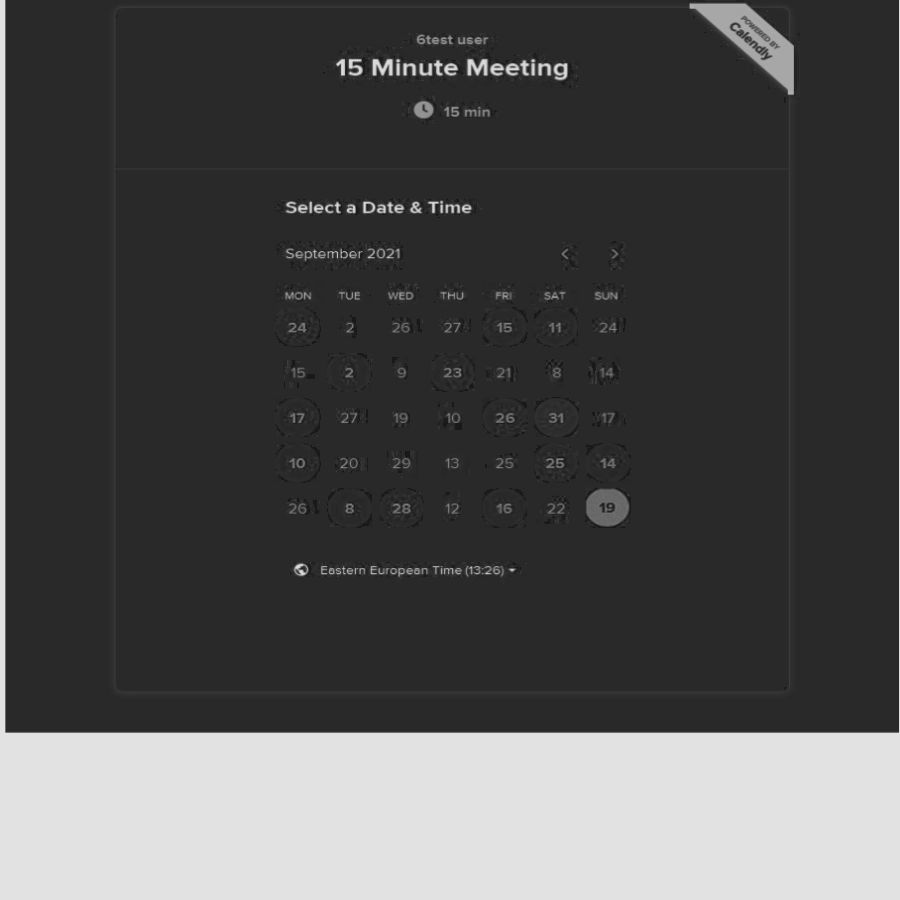 6test user
POWERED BY
Calendly
15 Minute Meeting
15 min
Select a Date & Time
September 2021
MON TUE WED THU FRI SAT SUN
24 2 26 27 15 11 24
15 2 9 23 21 8 14
17 27 19 10 26 31 17
10 20 29 13 25 25 14
26 8 28 12 16 22 19
Eastern European Time (13:26)